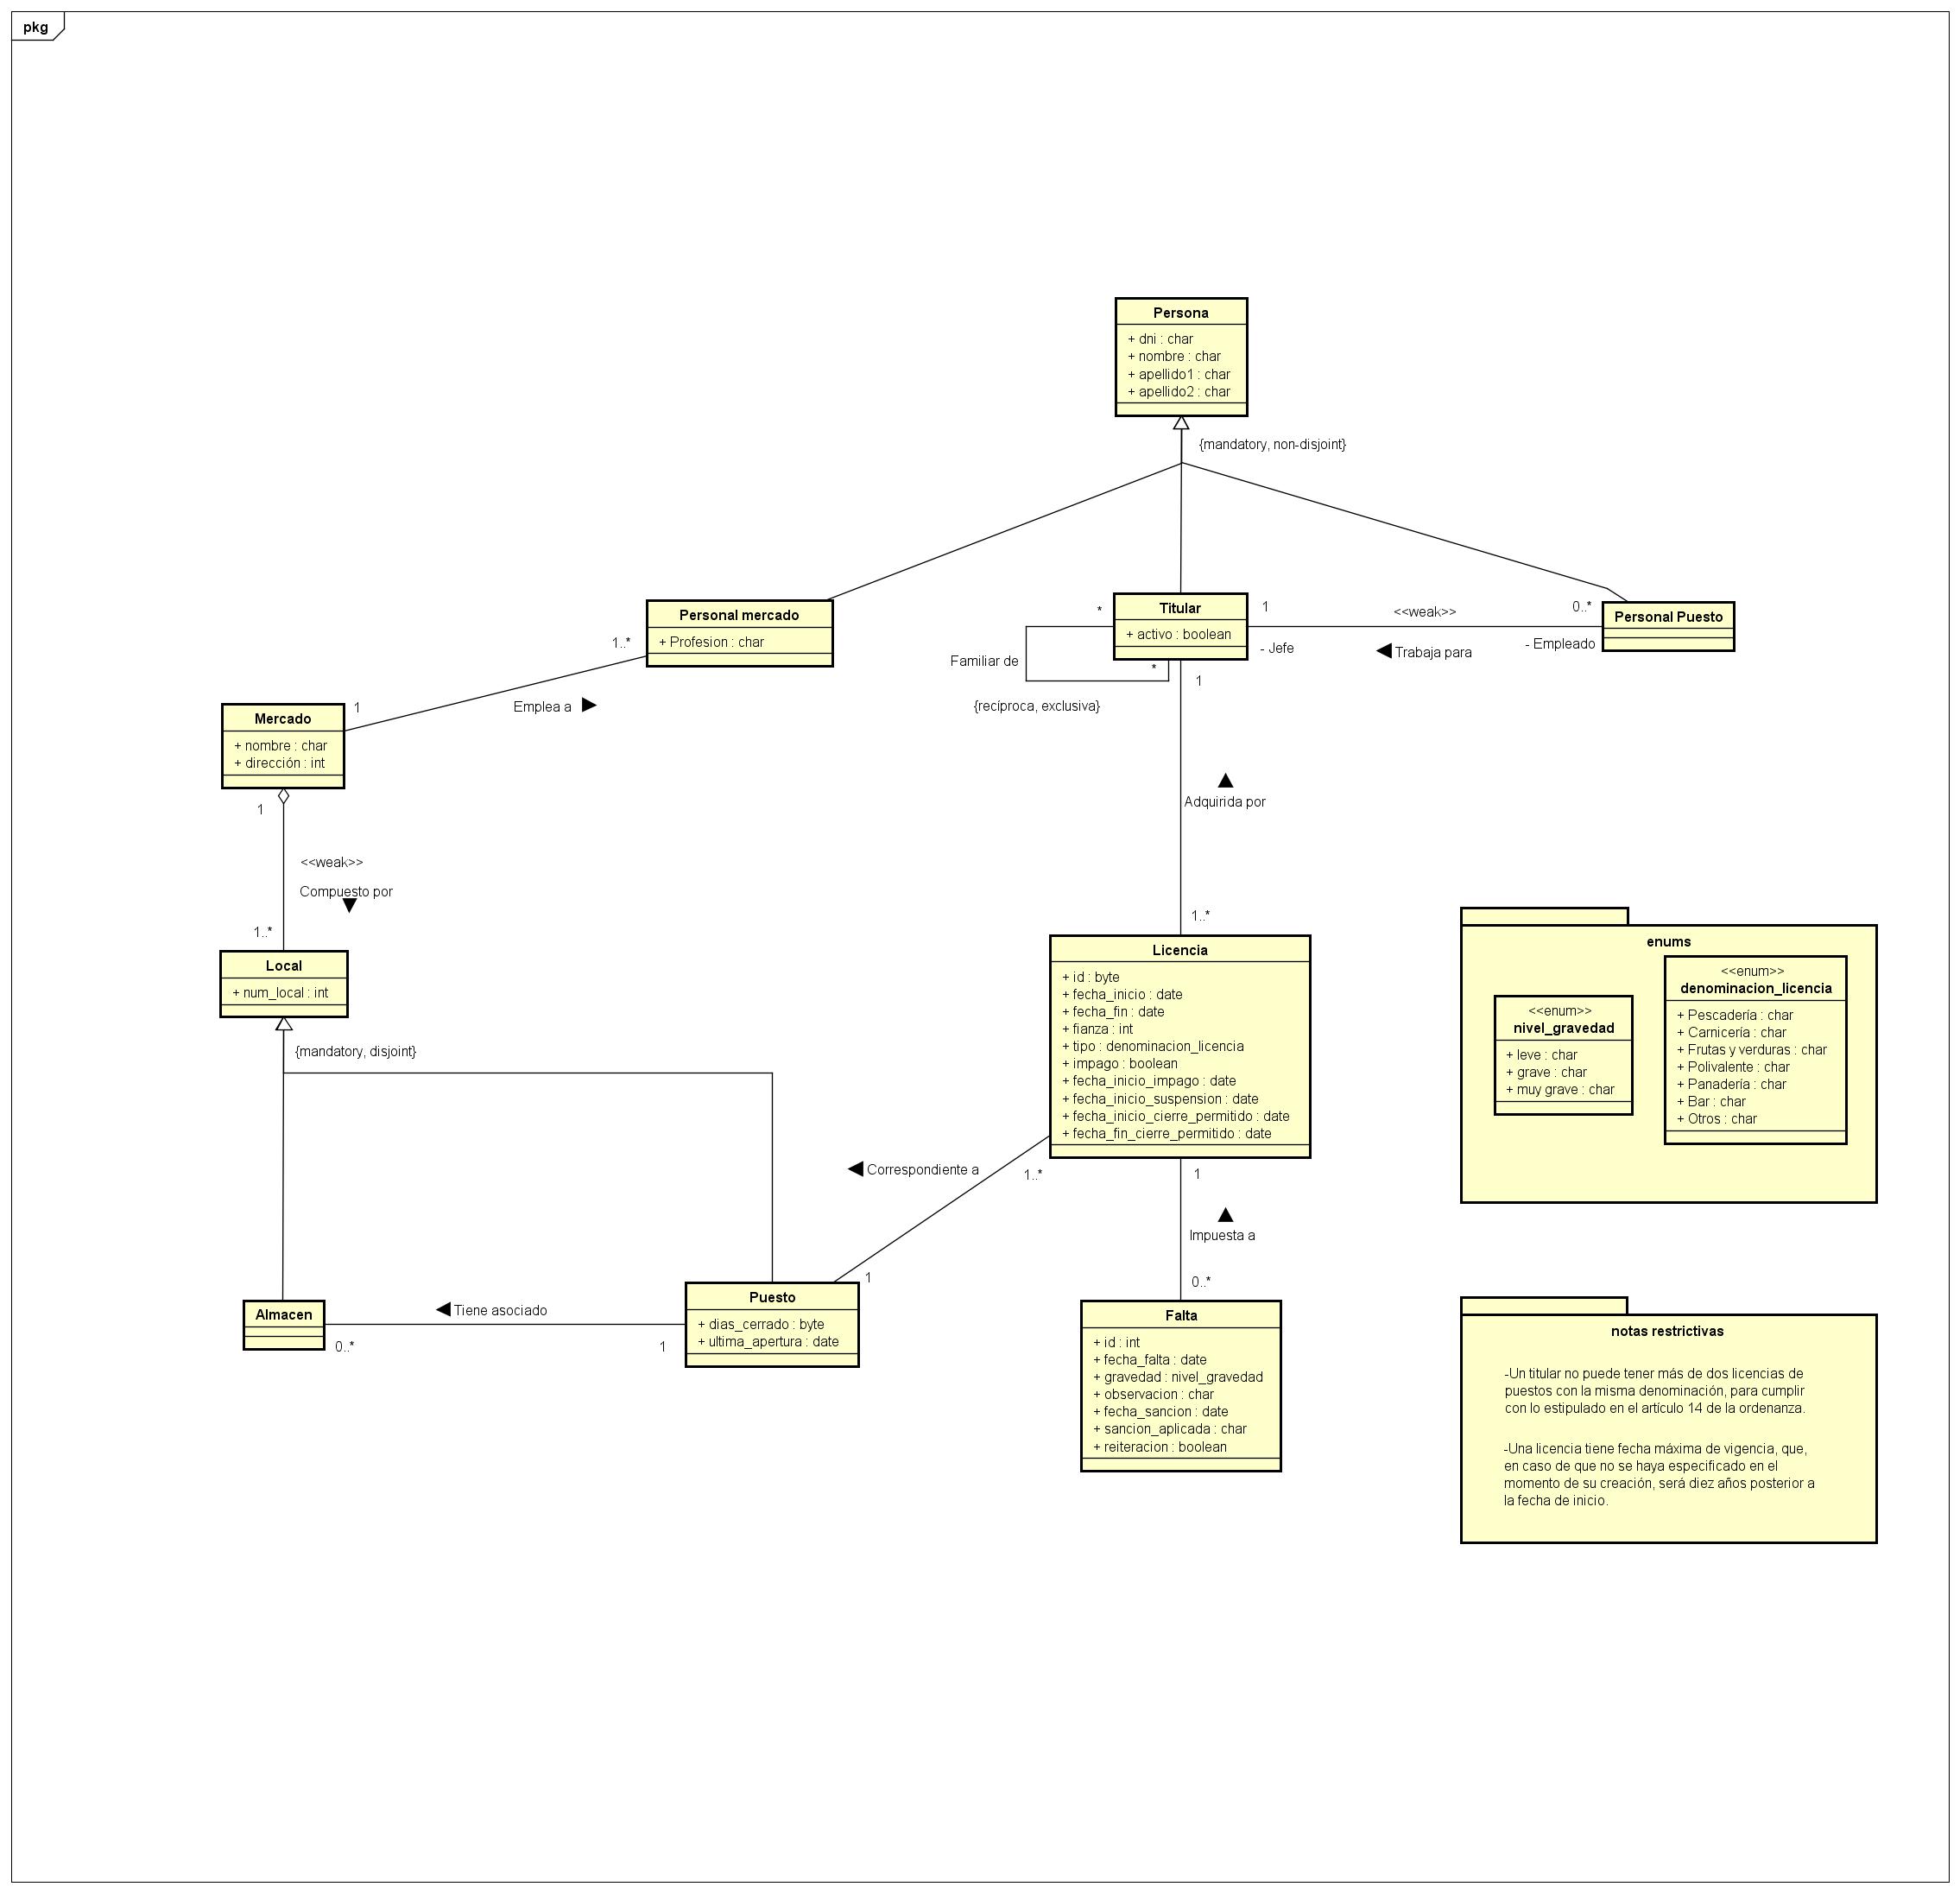 pkg
Persona
+ dni : char
+ nombre : char
+ apellido1 : char
+ apellido2 : char
{mandatory, non-disjoint}
Personal mercado
+ Profesion : char
1..*
Titular
+ activo : boolean
*
*
Familiar de
{recíproca, exclusiva}
1
- Jefe
<<weak>>
Trabaja para
0..*
- Empleado
Personal Puesto
1
Emplea a
Mercado
+ nombre : char
+ dirección : int
1
1
Adquirida por
1..*
<<weak>>
Compuesto por
1..*
Local
+ num_local : int
{mandatory, disjoint}
Licencia
+ id : byte
+ fecha_inicio : date
+ fecha_fin : date
+ fianza : int
+ tipo : denominacion_licencia
+ impago : boolean
+ fecha_inicio_impago : date
+ fecha_inicio_suspension : date
+ fecha_inicio_cierre_permitido : date
+ fecha_fin_cierre_permitido : date
enums
<<enum>>
nivel_gravedad
+ leve : char
+ grave : char
+ muy grave : char
<<enum>>
denominacion_licencia
+ Pescadería : char
+ Carnicería : char
+ Frutas y verduras : char
+ Polivalente : char
+ Panadería : char
+ Bar : char
+ Otros : char
Correspondiente a
1..*
1
1
Impuesta a
0..*
Almacen
0..*
Tiene asociado
1
Puesto
+ dias_cerrado : byte
+ ultima_apertura : date
Falta
+ id : int
+ fecha_falta : date
+ gravedad : nivel_gravedad
+ observacion : char
+ fecha_sancion : date
+ sancion_aplicada : char
+ reiteracion : boolean
notas restrictivas
-Un titular no puede tener más de dos licencias de
puestos con la misma denominación, para cumplir
con lo estipulado en el artículo 14 de la ordenanza.
-Una licencia tiene fecha máxima de vigencia, que,
en caso de que no se haya especificado en el
momento de su creación, será diez años posterior a
la fecha de inicio.